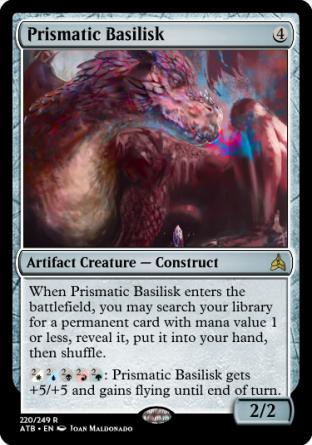 Prismatic Basilisk 4
Artifact Creature — Construct
When Prismatic Basilisk enters the
battlefield, you may search your library
for a permanent card with mana value 1
or less, reveal it, put it into your hand,
then shuffle.
: Prismatic Basilisk gets
+5/+5 and gains flying until end of turn.
2/2
220/249 R
ATB • EN Joan Maldonado